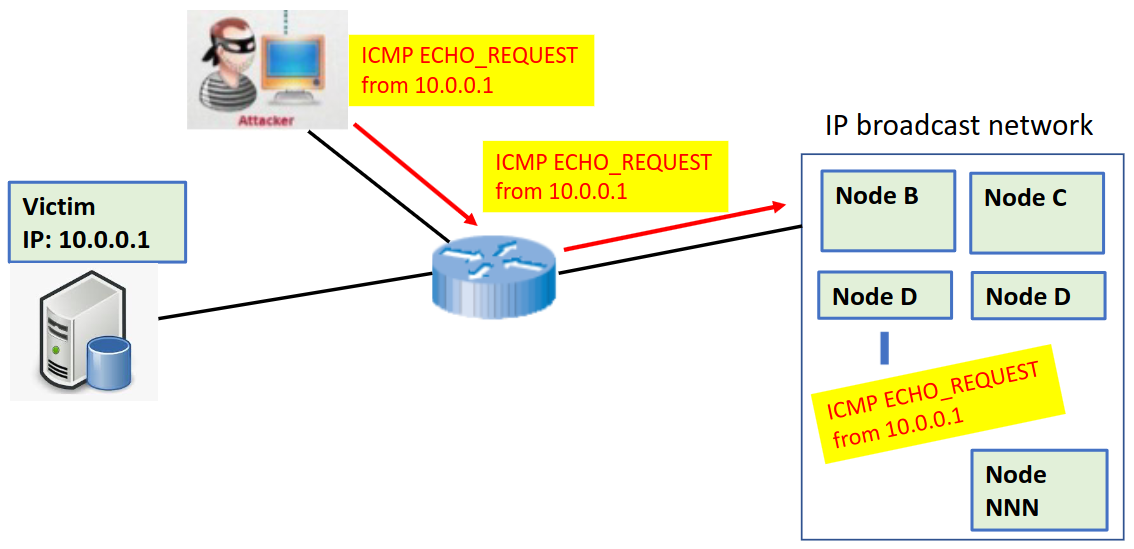 Attacker
ICMP ECHO_REQUEST
from 10.0.0.1
ICMP ECHO_REQUEST
from 10.0.0.1
IP broadcast network
Victim
IP: 10.0.0.1
Node B
Node C
Node D
Node D
ICMP ECHO_REQUEST
from 10.0.0.1
Node
NNN